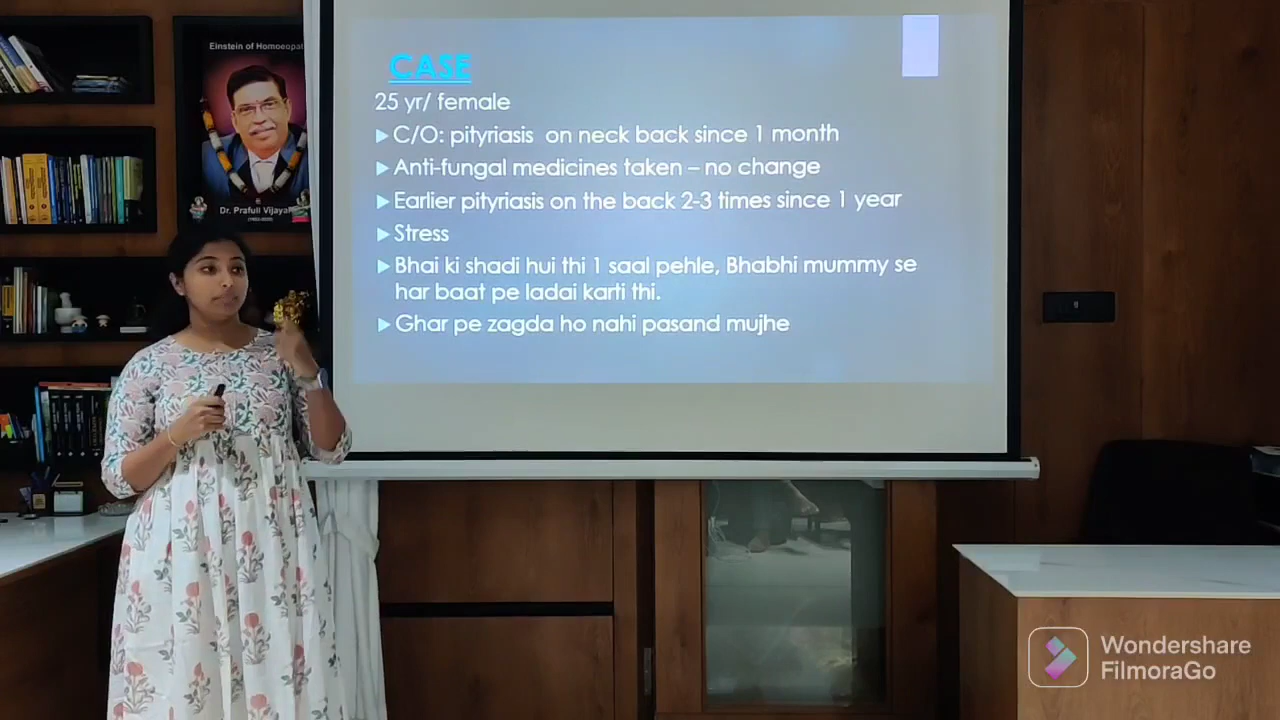 Einstein of Homoeopat
Dr. Prafull Vijaya
CASE
25 yr/ female
C/O: pityriasis on neck back since 1 month
Anti-fungal medicines taken – no change
Earlier pityriasis on the back 2-3 times since 1 year
Stress
Bhai ki shadi hui thi 1 saal pehle, Bhabhi mummy se
har baat pe ladai karti thi.
Ghar pe zagda ho nahi pasand mujhe
Wondershare
FilmoraGo